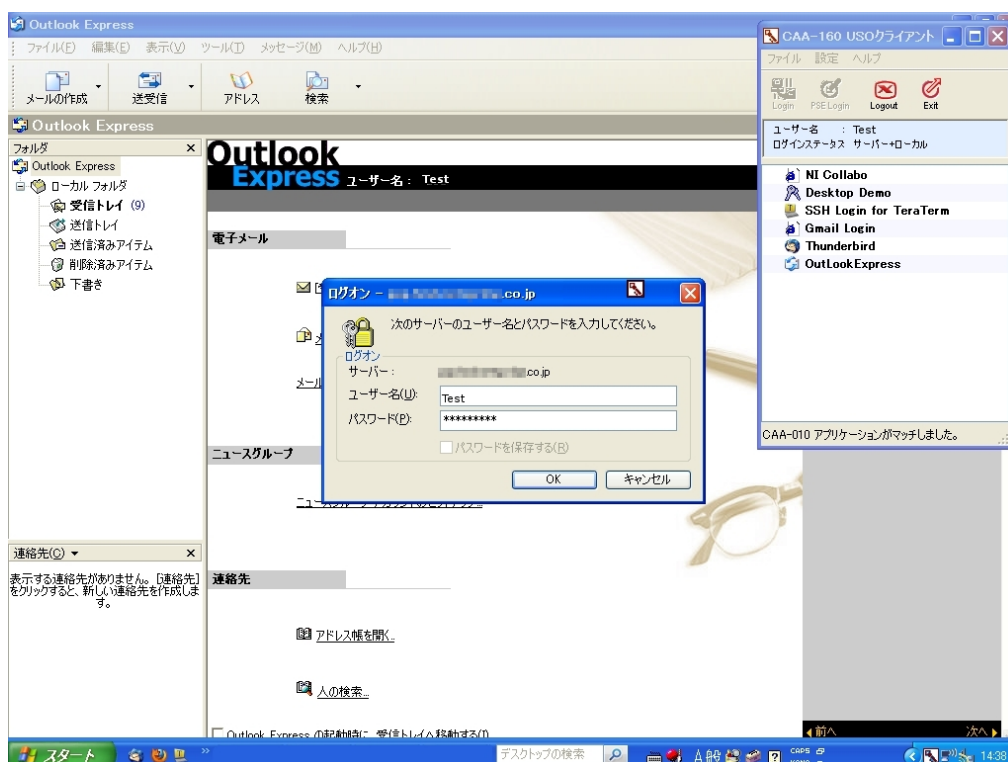 Outlook Express
ファイル(F) 編集(E) 表示(V) ツール(T) メッセージ(M) ヘルプ(H)
メールの作成 送受信 アドレス 検索
Outlook Express
フォルダ
Outlook Express
ローカル フォルダ
受信トレイ (9)
送信トレイ
送信済みアイテム
削除済みアイテム
下書き
連絡先(C)
表示する連絡先がありません。[連絡先]
をクリックすると、新しい連絡先を作成しま
す。
Outlook
Express ユーザー名: Test
電子メール
メール
ニュースグループ
連絡先
アドレス帳を開く...
人の検索...
Outlook Express の起動時に、受信トレイへ移動する(I)
前へ 次へ
ログオン - .co.jp
次のサーバーのユーザー名とパスワードを入力してください。
ログオン
サーバー: .co.jp
ユーザー名(U): Test
パスワード(P): *********
パスワードを保存する(R)
OK キャンセル
CAA-160 USOクライアント
ファイル 設定 ヘルプ
Login PSE Login Logout Exit
ユーザー名 : Test
ログインステータス サーバー+ローカル
NI Collabo
Desktop Demo
SSH Login for TeraTerm
Gmail Login
Thunderbird
OutLookExpress
CAA-010 アプリケーションがマッチしました。
スタート
デスクトップの検索
A 般
CAPS
14:38